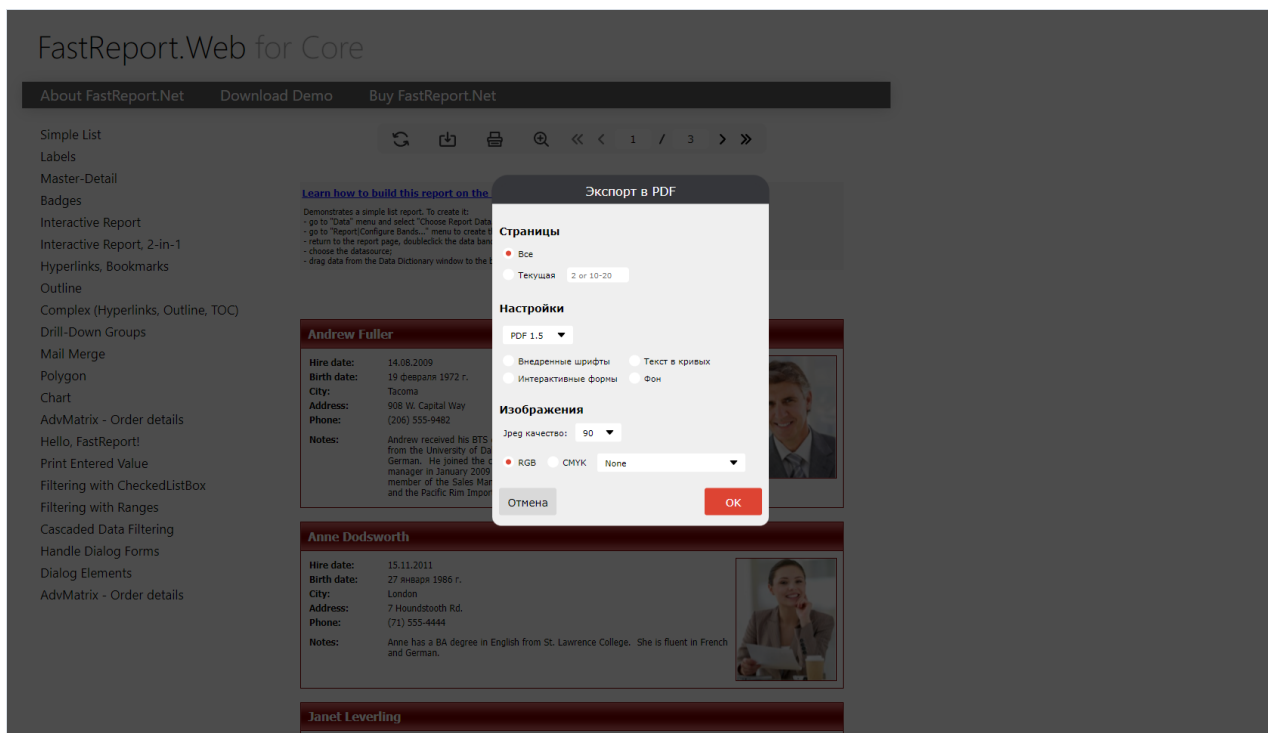 FastReport.Web for Core
About FastReport.Net Download Demo Buy FastReport.Net
Simple List
Labels
Master-Detail
Badges
Interactive Report
Interactive Report, 2-in-1
Hyperlinks, Bookmarks
Outline
Complex (Hyperlinks, Outline, TOC)
Drill-Down Groups
Mail Merge
Polygon
Chart
AdvMatrix - Order details
Hello, FastReport!
Print Entered Value
Filtering with CheckedListBox
Filtering with Ranges
Cascaded Data Filtering
Handle Dialog Forms
Dialog Elements
AdvMatrix - Order details
1 / 3
Learn how to build this report on the
Demonstrates a simple list report. To create it:
- go to "Data" menu and select "Choose Report Data
- go to "Report|Configure Bands..." menu to create
- return to the report page, doubleclick the data
- choose the datasource;
- drag data from the Data Dictionary window to the
Экспорт в PDF
Страницы
Все
Текущая 2 or 10-20
Настройки
PDF 1.5
Внедренные шрифты Текст в кривых
Интерактивные формы Фон
Изображения
Jpeg качество: 90
RGB CMYK None
Отмена OK
Andrew Fuller
Hire date: 14.08.2009
Birth date: 19 февраля 1972 г.
City: Tacoma
Address: 908 W. Capital Way
Phone: (206) 555-9482
Notes: Andrew received his BTS
from the University of
German. He joined the
manager in January 2009
member of the Sales
and the Pacific Rim
Anne Dodsworth
Hire date: 15.11.2011
Birth date: 27 января 1986 г.
City: London
Address: 7 Houndstooth Rd.
Phone: (71) 555-4444
Notes: Anne has a BA degree in English from St. Lawrence College. She is fluent in French
and German.
Janet Leverling